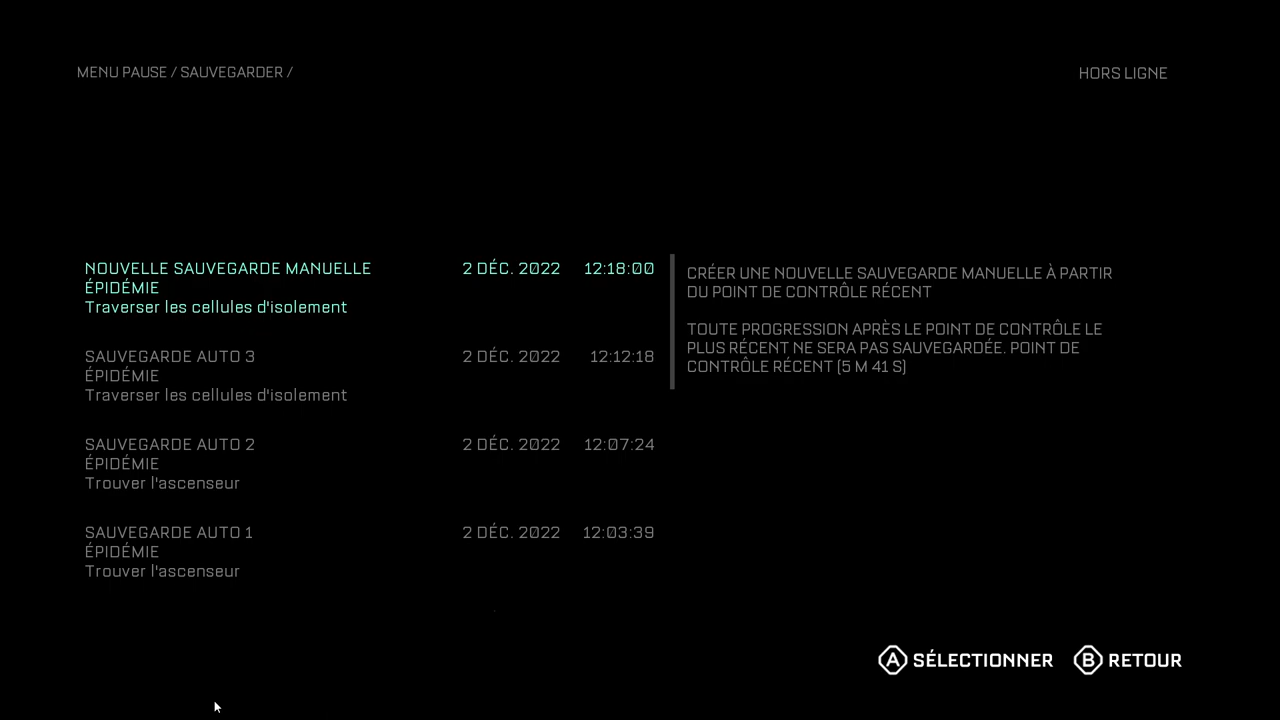 MENU PAUSE / SAUVEGARDER /
HORS LIGNE
NOUVELLE SAUVEGARDE MANUELLE 2 DÉC. 2022 12:18:00
ÉPIDÉMIE
Traverser les cellules d'isolement
SAUVEGARDE AUTO 3 2 DÉC. 2022 12:12:18
ÉPIDÉMIE
Traverser les cellules d'isolement
SAUVEGARDE AUTO 2 2 DÉC. 2022 12:07:24
ÉPIDÉMIE
Trouver l'ascenseur
SAUVEGARDE AUTO 1 2 DÉC. 2022 12:03:39
ÉPIDÉMIE
Trouver l'ascenseur
CRÉER UNE NOUVELLE SAUVEGARDE MANUELLE À PARTIR
DU POINT DE CONTRÔLE RÉCENT
TOUTE PROGRESSION APRÈS LE POINT DE CONTRÔLE LE
PLUS RÉCENT NE SERA PAS SAUVEGARDÉE. POINT DE
CONTRÔLE RÉCENT (5 M 41 S)
A SÉLECTIONNER B RETOUR